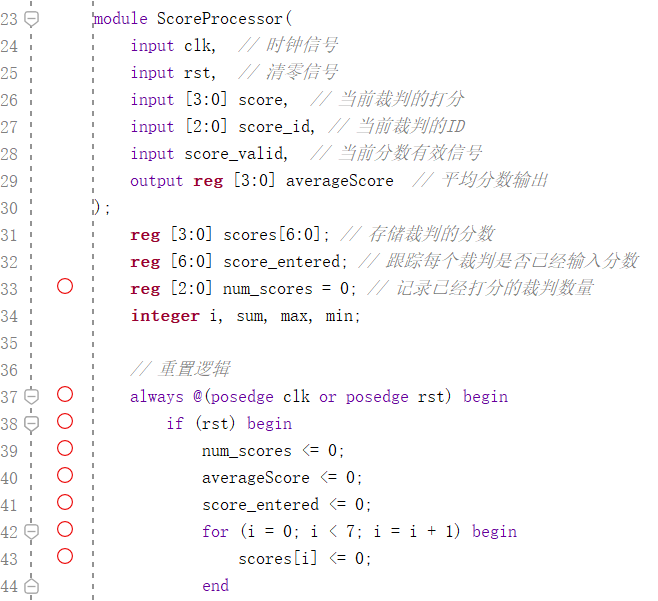 23 module ScoreProcessor(
24 input clk, // 时钟信号
25 input rst, // 清零信号
26 input [3:0] score, // 当前裁判的打分
27 input [2:0] score_id, // 当前裁判的ID
28 input score_valid, // 当前分数有效信号
29 output reg [3:0] averageScore // 平均分数输出
30 );
31 reg [3:0] scores[6:0]; // 存储裁判的分数
32 reg [6:0] score_entered; // 跟踪每个裁判是否已经输入分数
33 reg [2:0] num_scores = 0; // 记录已经打分的裁判数量
34 integer i, sum, max, min;
35
36 // 重置逻辑
37 always @(posedge clk or posedge rst) begin
38 if (rst) begin
39 num_scores <= 0;
40 averageScore <= 0;
41 score_entered <= 0;
42 for (i = 0; i < 7; i = i + 1) begin
43 scores[i] <= 0;
44 end